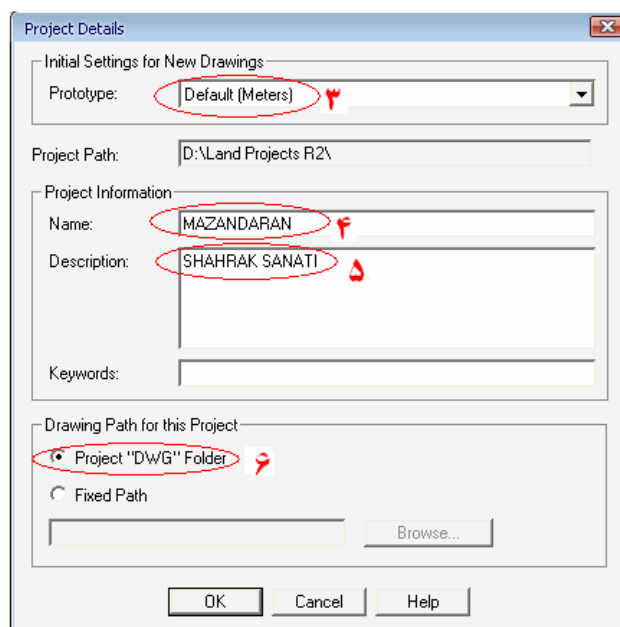 Project Details
Initial Settings for New Drawings
Prototype: Default (Meters) ۳
Project Path: D:\Land Projects R2\
Project Information
Name: MAZANDARAN ۴
Description: SHAHRAK SANATI ۵
Keywords:
Drawing Path for this Project
Project "DWG" Folder ۶
Fixed Path
Browse...
OK Cancel Help